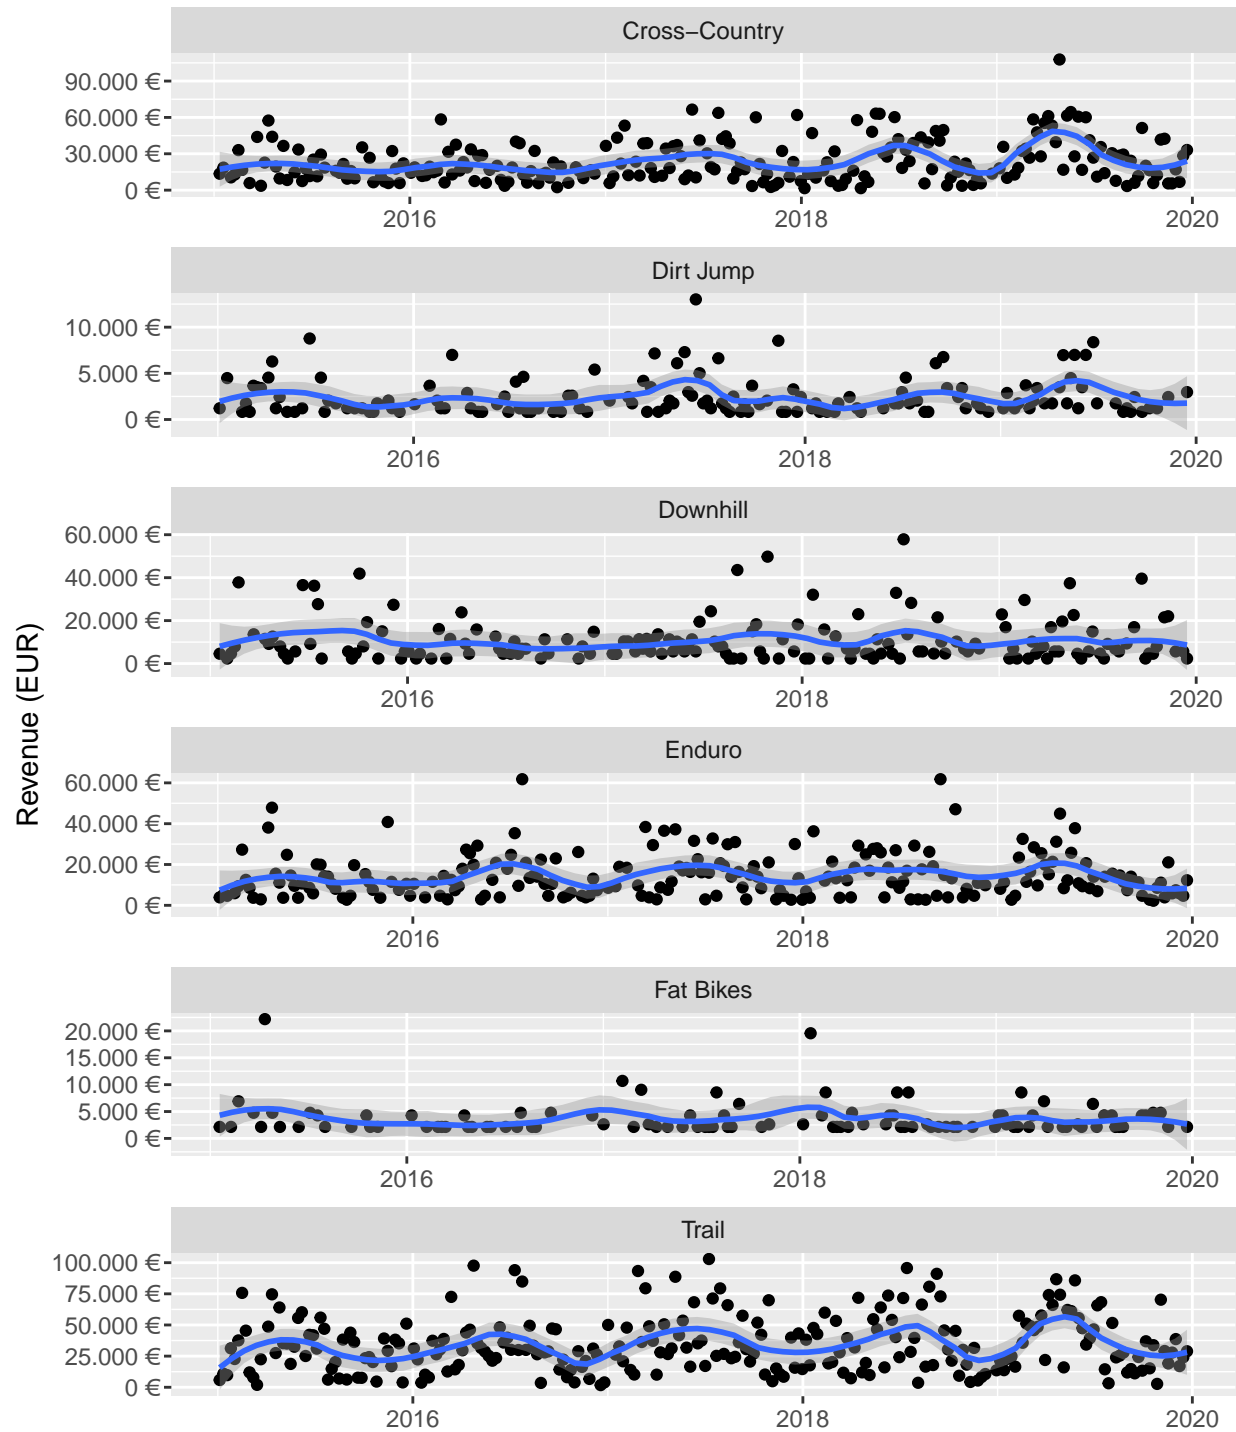 Cross−Country
90.000 €
60.000 €
30.000 €
0 €
2016 2018 2020
Dirt Jump
10.000 €
5.000 €
0 €
2016 2018 2020
Downhill
60.000 €
40.000 €
20.000 €
0 €
2016 2018 2020
Revenue (EUR)
Enduro
60.000 €
40.000 €
20.000 €
0 €
2016 2018 2020
Fat Bikes
20.000 €
15.000 €
10.000 €
5.000 €
0 €
2016 2018 2020
Trail
100.000 €
75.000 €
50.000 €
25.000 €
0 €
2016 2018 2020